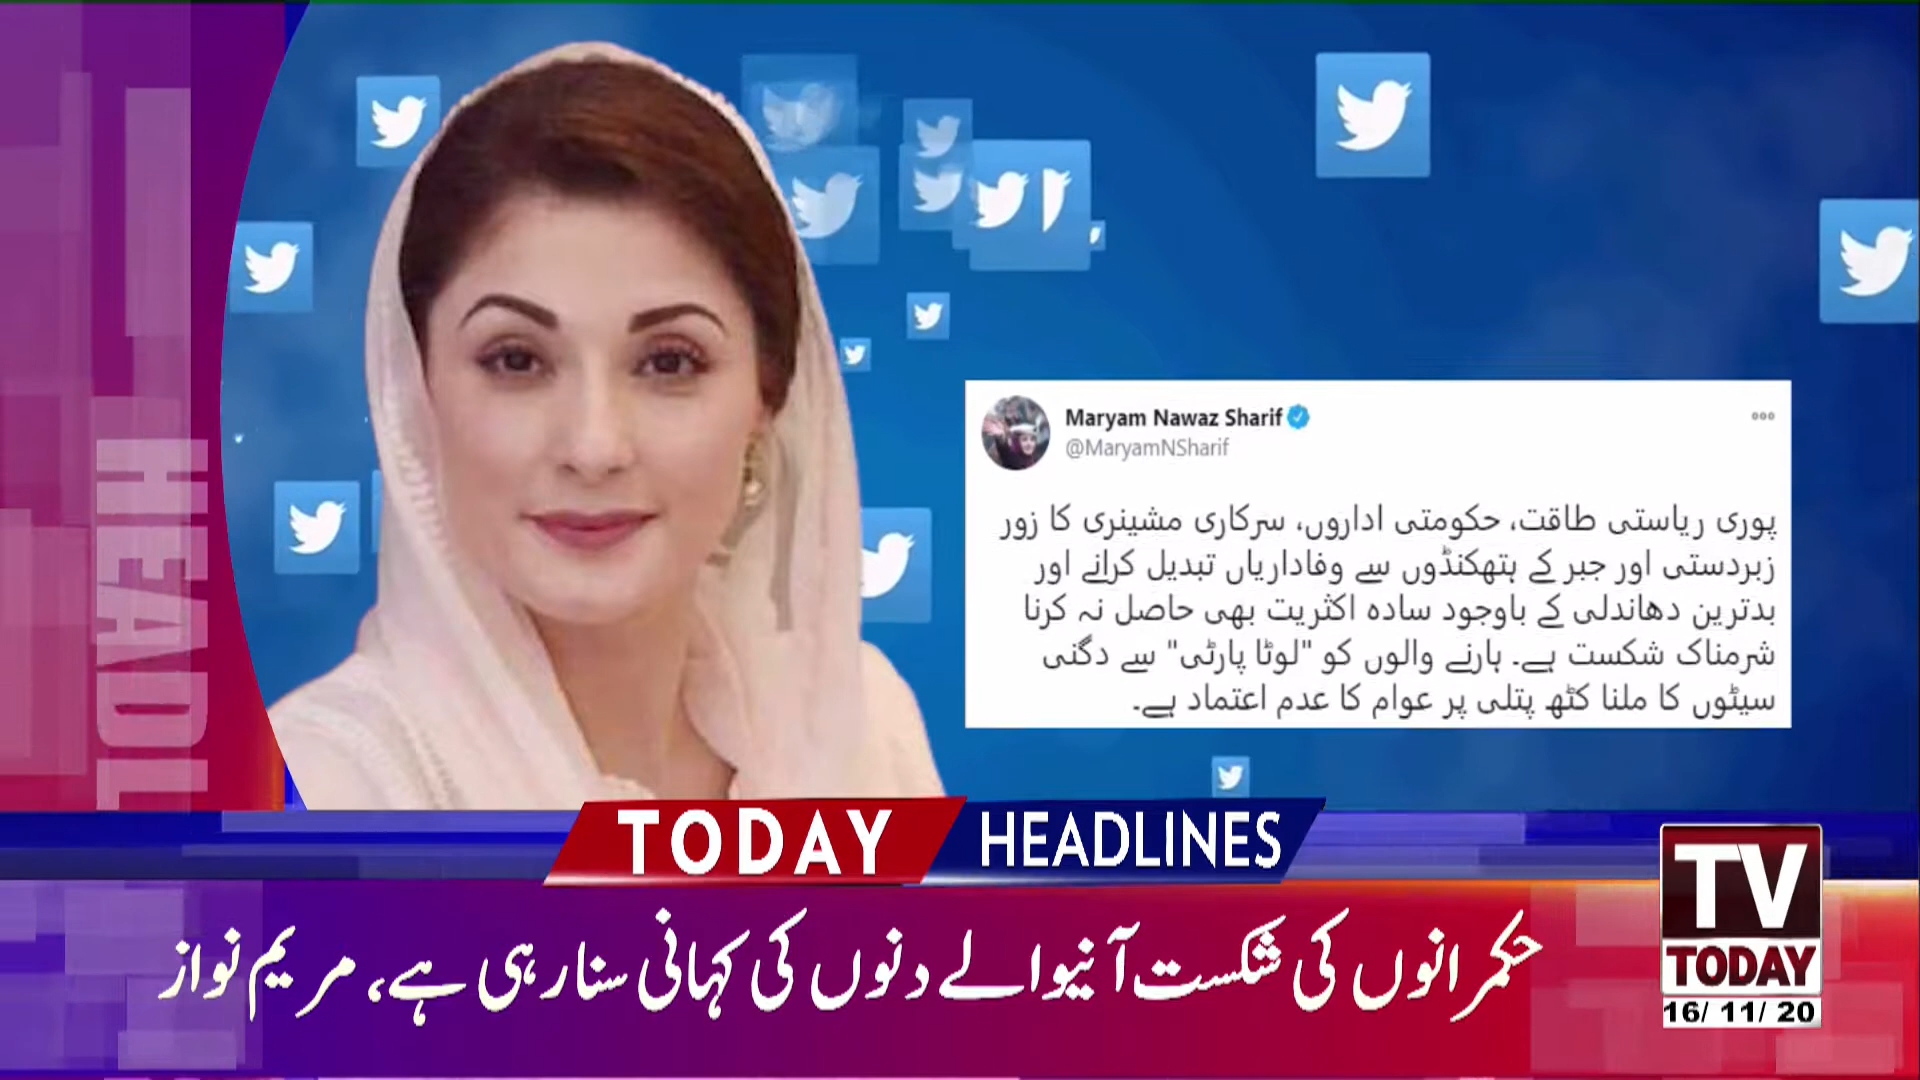 HEADL
Maryam Nawaz Sharif
@MaryamNSharif
پوری ریاستی طاقت، حکومتی اداروں، سرکاری مشینری کا زور
زبردستی اور جبر کے ہتھکنڈوں سے وفاداریاں تبدیل کرانے اور
بدترین دھاندلی کے باوجود سادہ اکثریت بھی حاصل نہ کرنا
شرمناک شکست ہے۔ ہارنے والوں کو "لوٹا پارٹی" سے دگنی
سیٹوں کا ملنا کٹھ پتلی پر عوام کا عدم اعتماد ہے۔
TODAY HEADLINES
حکمرانوں کی شکست آنیوالے دنوں کی کہانی سنا رہی ہے، مریم نواز
TV
TODAY
16/ 11/ 20